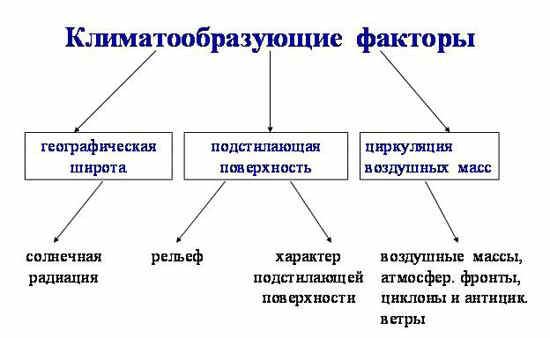 Климатообразующие факторы
географическая
широта
подстилающая
поверхность
циркуляция
воздушных масс
солнечная
радиация
рельеф
характер
подстилающей
поверхности
воздушные массы,
атмосфер. фронты,
циклоны и антицик.
ветры